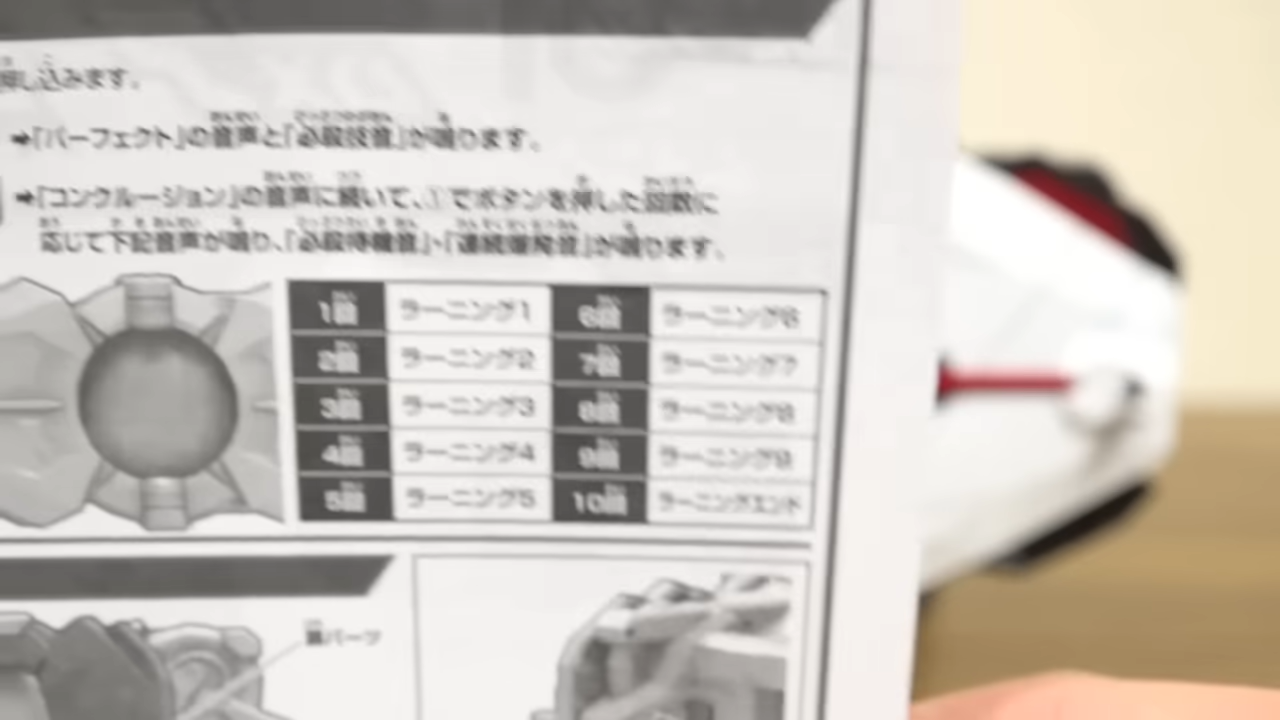 押し込みます。
➡「パーフェクト」の音声と「必殺技音」が鳴ります。
➡「コンクルージョン」の音声に続いて、①でボタンを押した回数に
応じて下記音声が鳴り、「必殺待機音」・「連続爆発音」が鳴ります。
1回 ラーニング1 6回 ラーニング6
2回 ラーニング2 7回 ラーニング7
3回 ラーニング3 8回 ラーニング8
4回 ラーニング4 9回 ラーニング9
5回 ラーニング5 10回 ラーニングエンド
パーツ